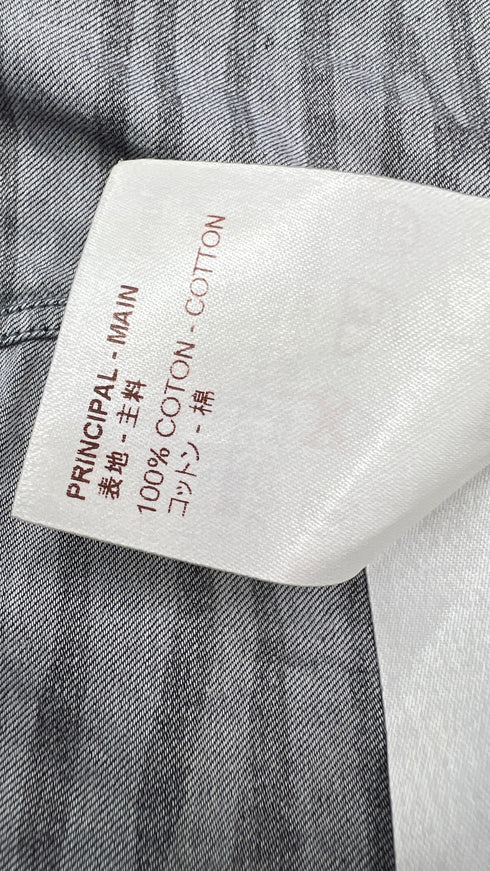 PRINCIPAL - MAIN
表地 - 主料
100% COTON - COTTON
コットン - 棉